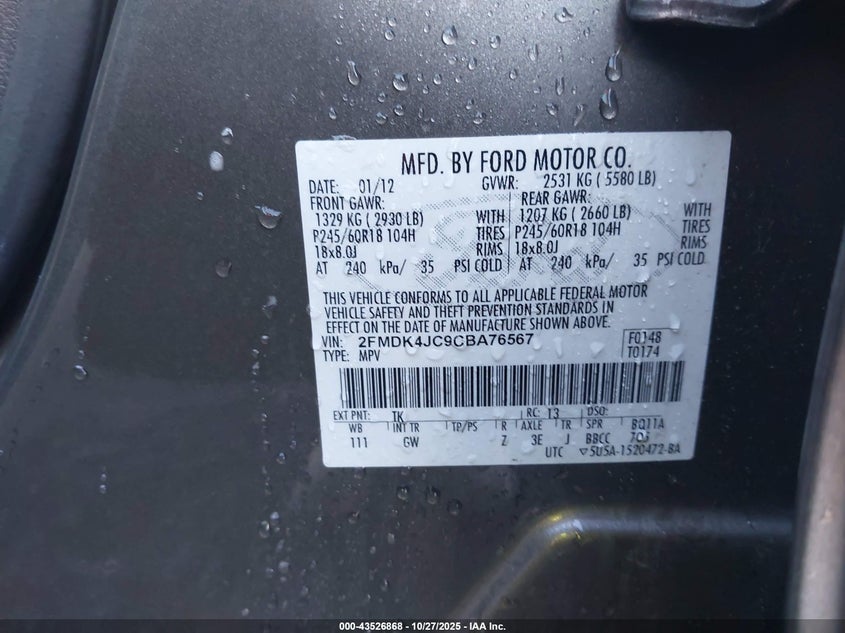 MFD. BY FORD MOTOR CO.
DATE: 01/12 GVWR: 2531 KG ( 5580 LB)
FRONT GAWR: REAR GAWR:
1329 KG ( 2930 LB) WITH 1207 KG ( 2660 LB) WITH
P245/60R18 104H TIRES P245/60R18 104H TIRES
18x8.0J RIMS 18x8.0J RIMS
AT 240 kPa/ 35 PSI COLD AT 240 kPa/ 35 PSI COLD
THIS VEHICLE CONFORMS TO ALL APPLICABLE FEDERAL MOTOR
VEHICLE SAFETY AND THEFT PREVENTION STANDARDS IN
EFFECT ON THE DATE OF MANUFACTURE SHOWN ABOVE.
VIN: 2FMDK4JC9CBA76567 F0148
TYPE: MPV T0174
EXT PNT: TK RC: 13 DSO:
WB INT TR TP/PS R AXLE TR SPR BQ11A
111 GW Z 3E J BBCC
UTC ▽5U5A-1520472-BA
000-43526868 | 10/27/2025 | IAA Inc.